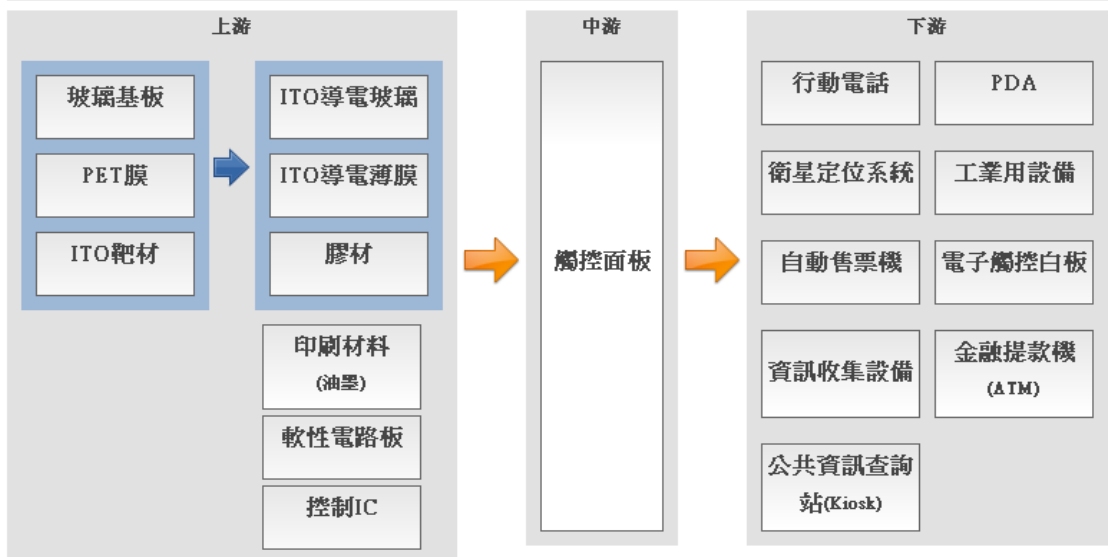 上游
玻璃基板
PET膜
ITO靶材
ITO導電玻璃
ITO導電薄膜
膠材
印刷材料
(油墨)
軟性電路板
控制IC
中游
觸控面板
下游
行動電話
PDA
衛星定位系統
工業用設備
自動售票機
電子觸控白板
資訊收集設備
金融提款機
(ATM)
公共資訊查詢
站(Kiosk)